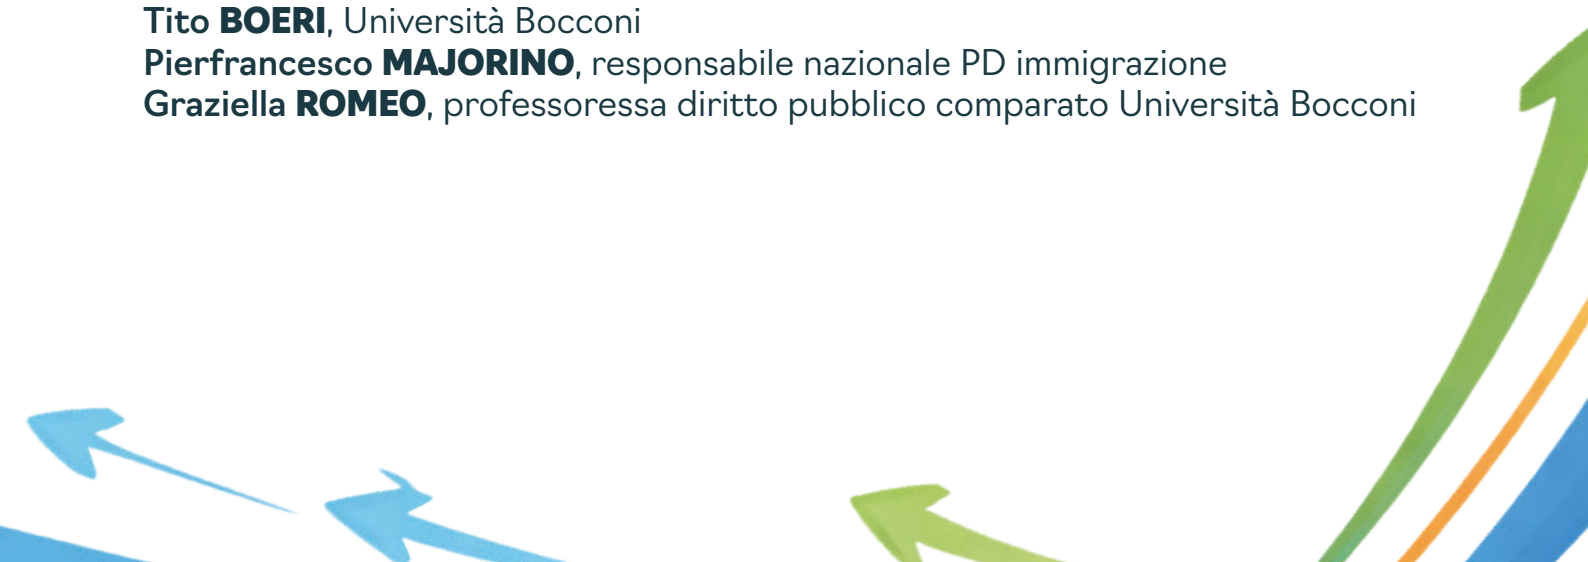 Tito BOERI, Università Bocconi
Pierfrancesco MAJORINO, responsabile nazionale PD immigrazione
Graziella ROMEO, professoressa diritto pubblico comparato Università Bocconi